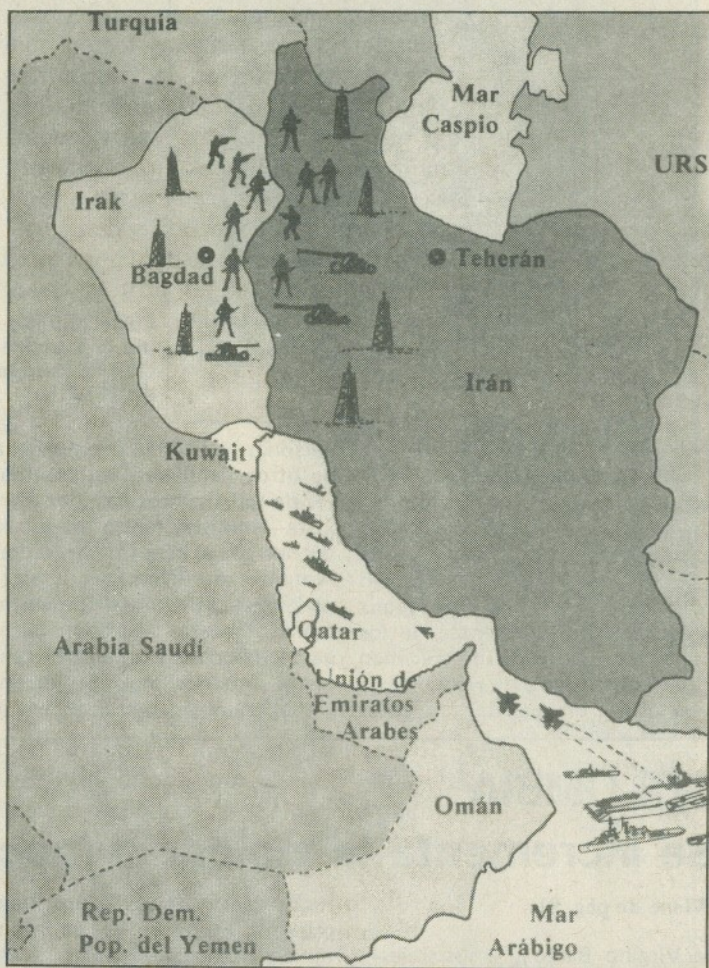 Turquía
Mar
Caspio
URS
Irak
Bagdad
Teherán
Irán
Kuwait
Qatar
Arabia Saudí
Unión de
Emiratos
Arabes
Omán
Rep. Dem.
Pop. del Yemen
Mar
Arábigo